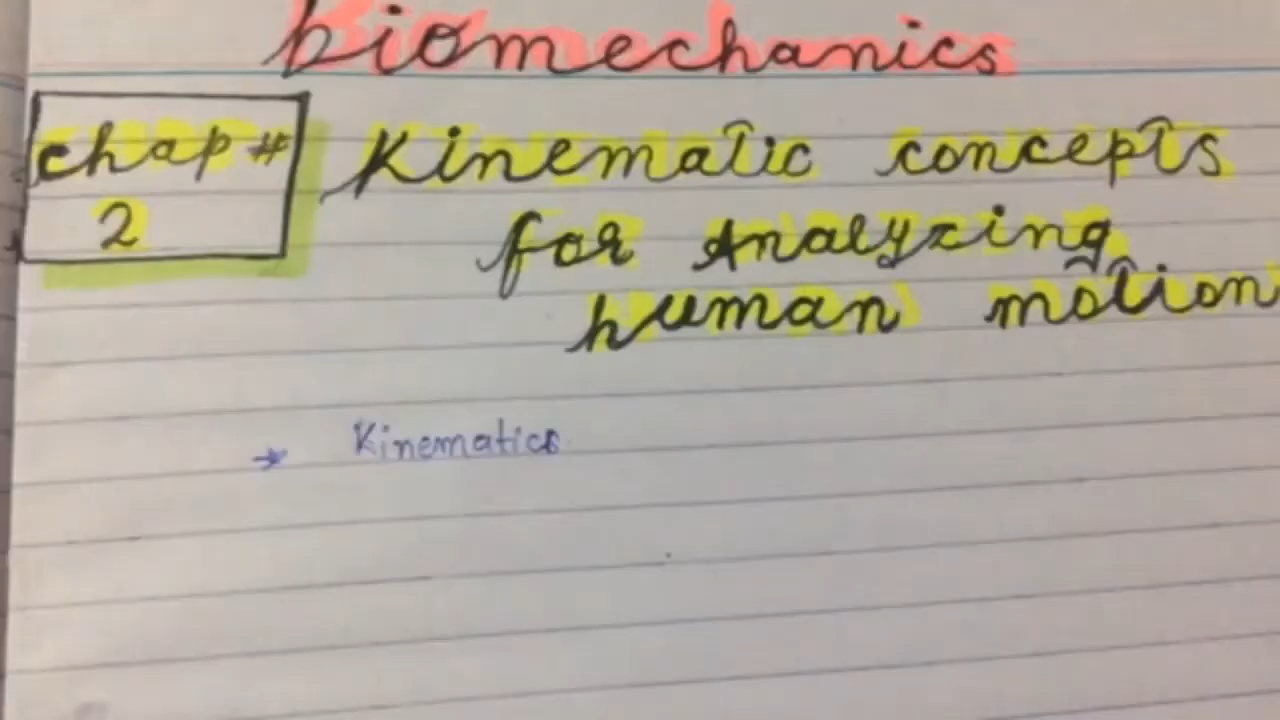 biomechanics
chap #
2
Kinematic concepts
for Analyzing
human motion
→ Kinematics